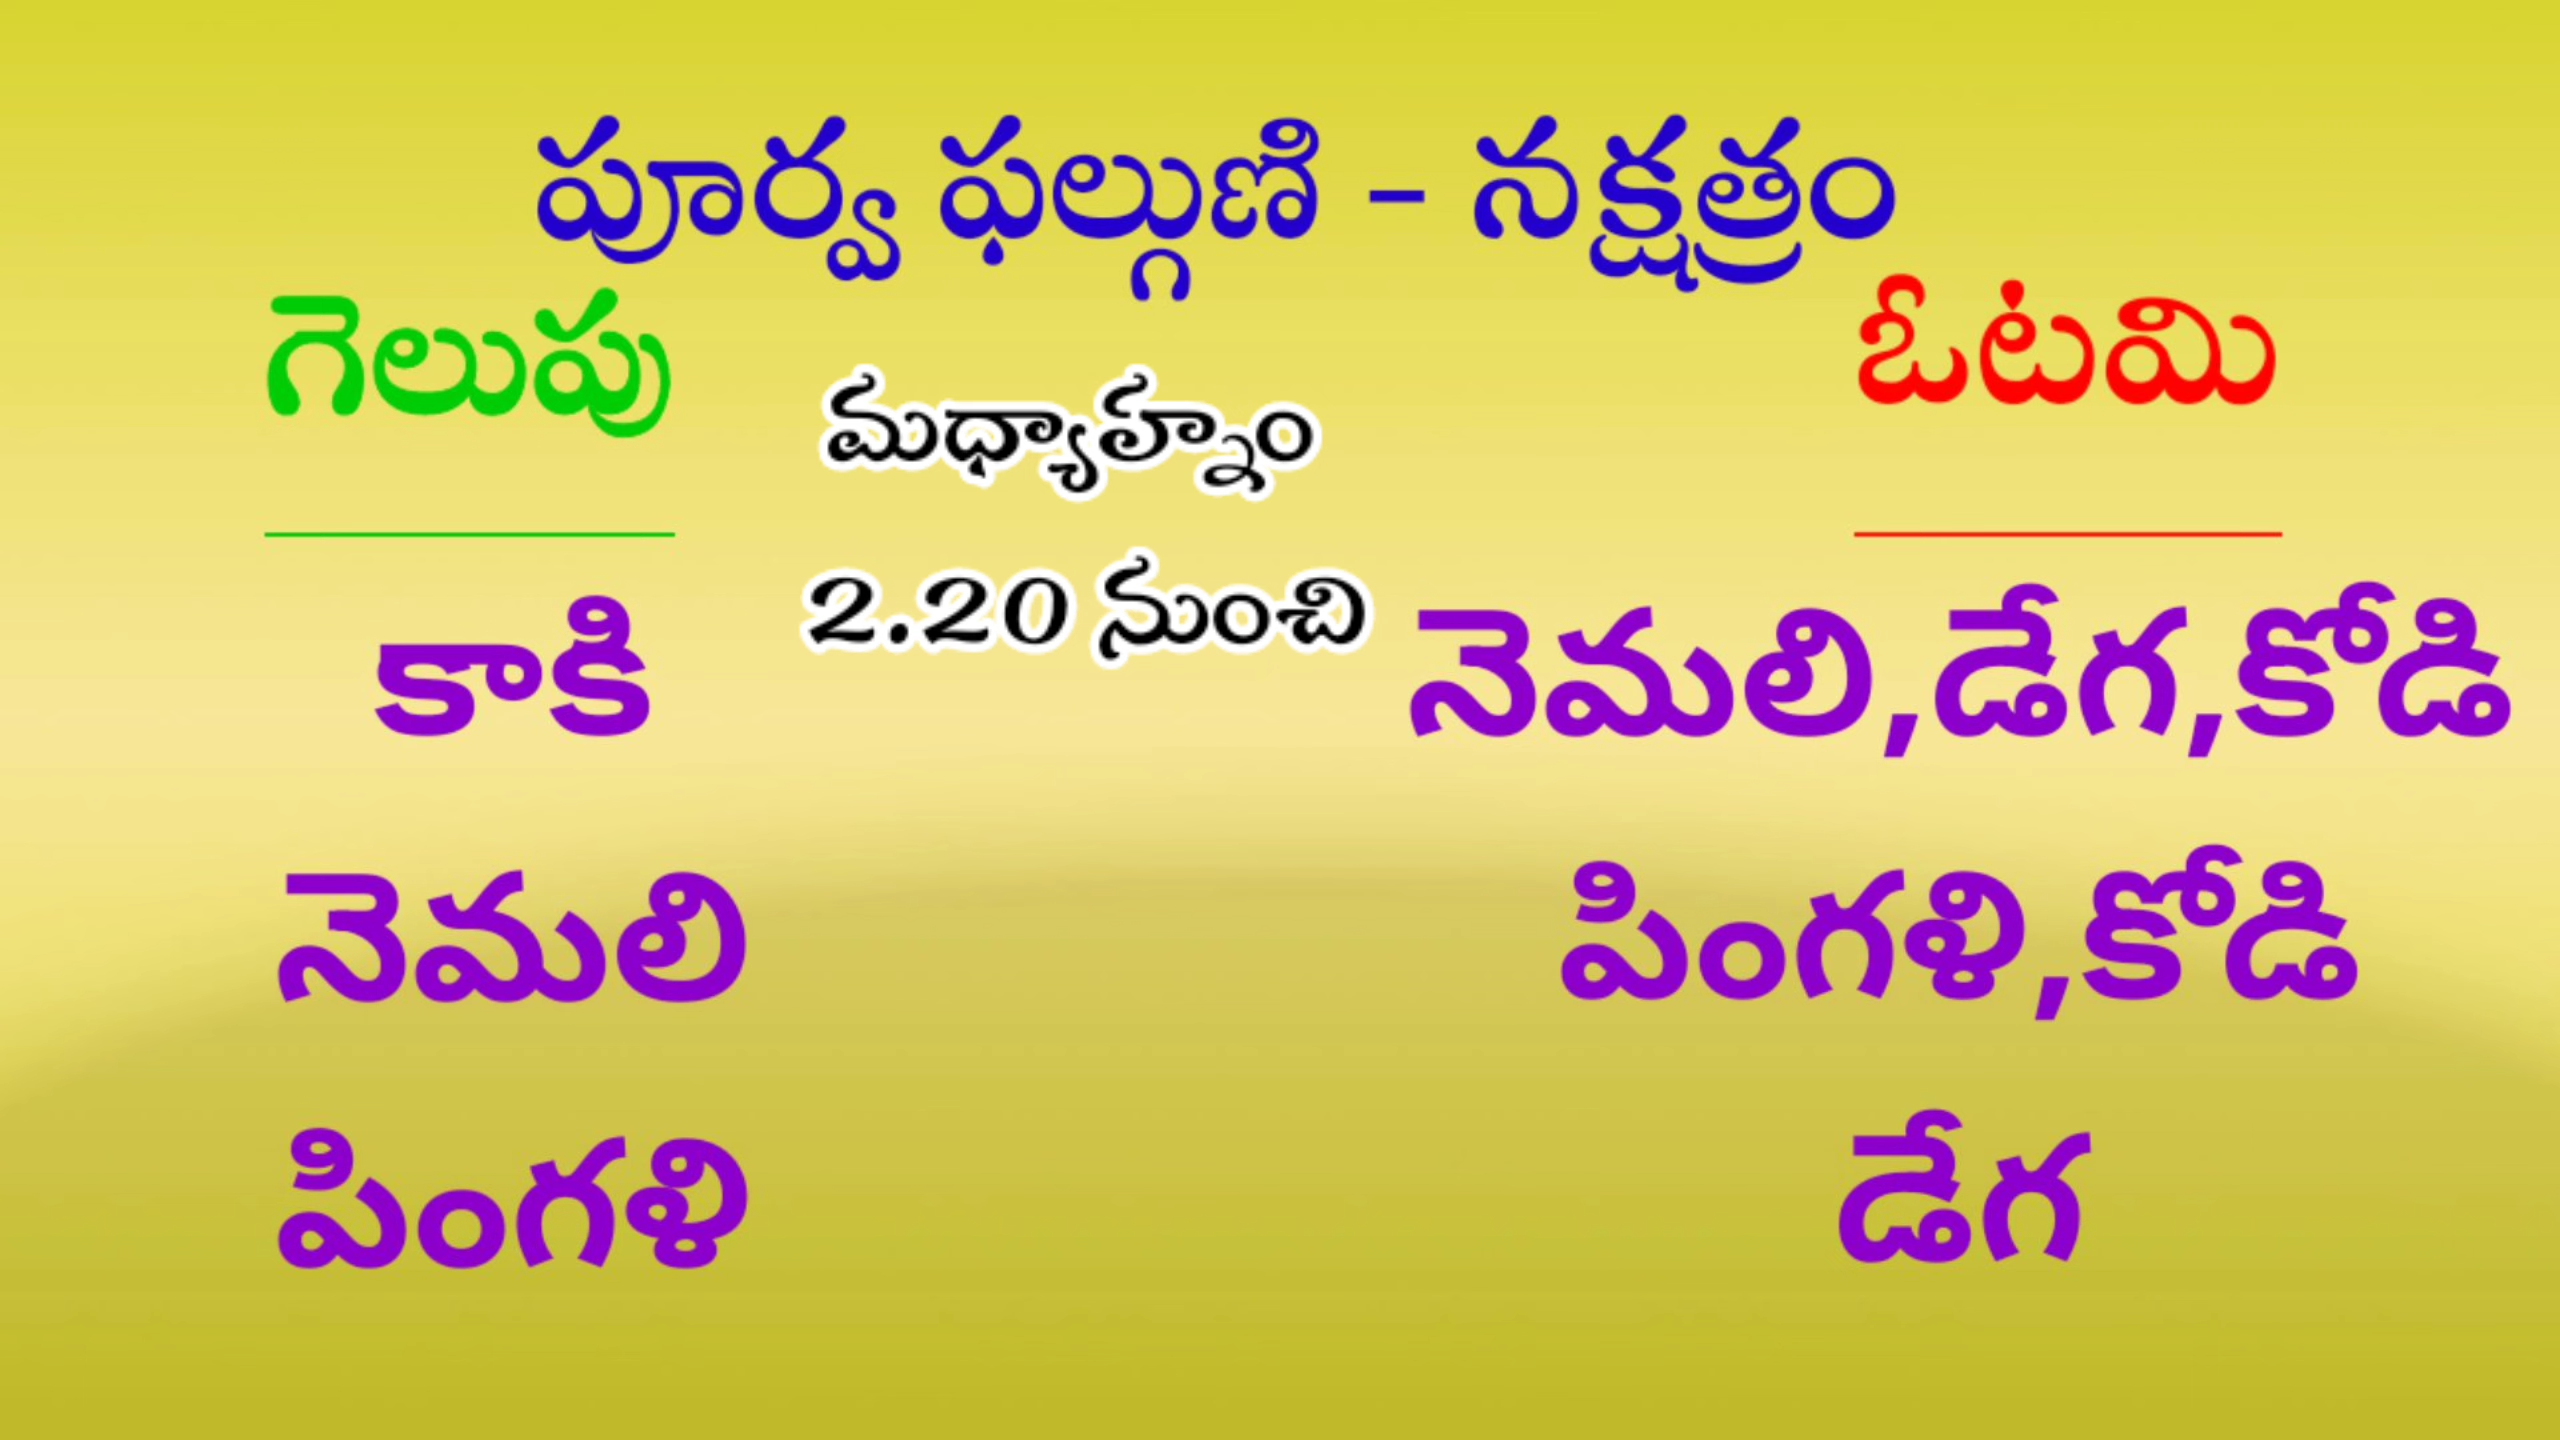 పూర్వ ఫల్గుణి – నక్షత్రం
గెలుపు
ఓటమి
మధ్యాహ్నం
2.20 నుంచి
కాకి
నెమలి,డేగ,కోడి
నెమలి
పింగళి,కోడి
పింగళి
డేగ